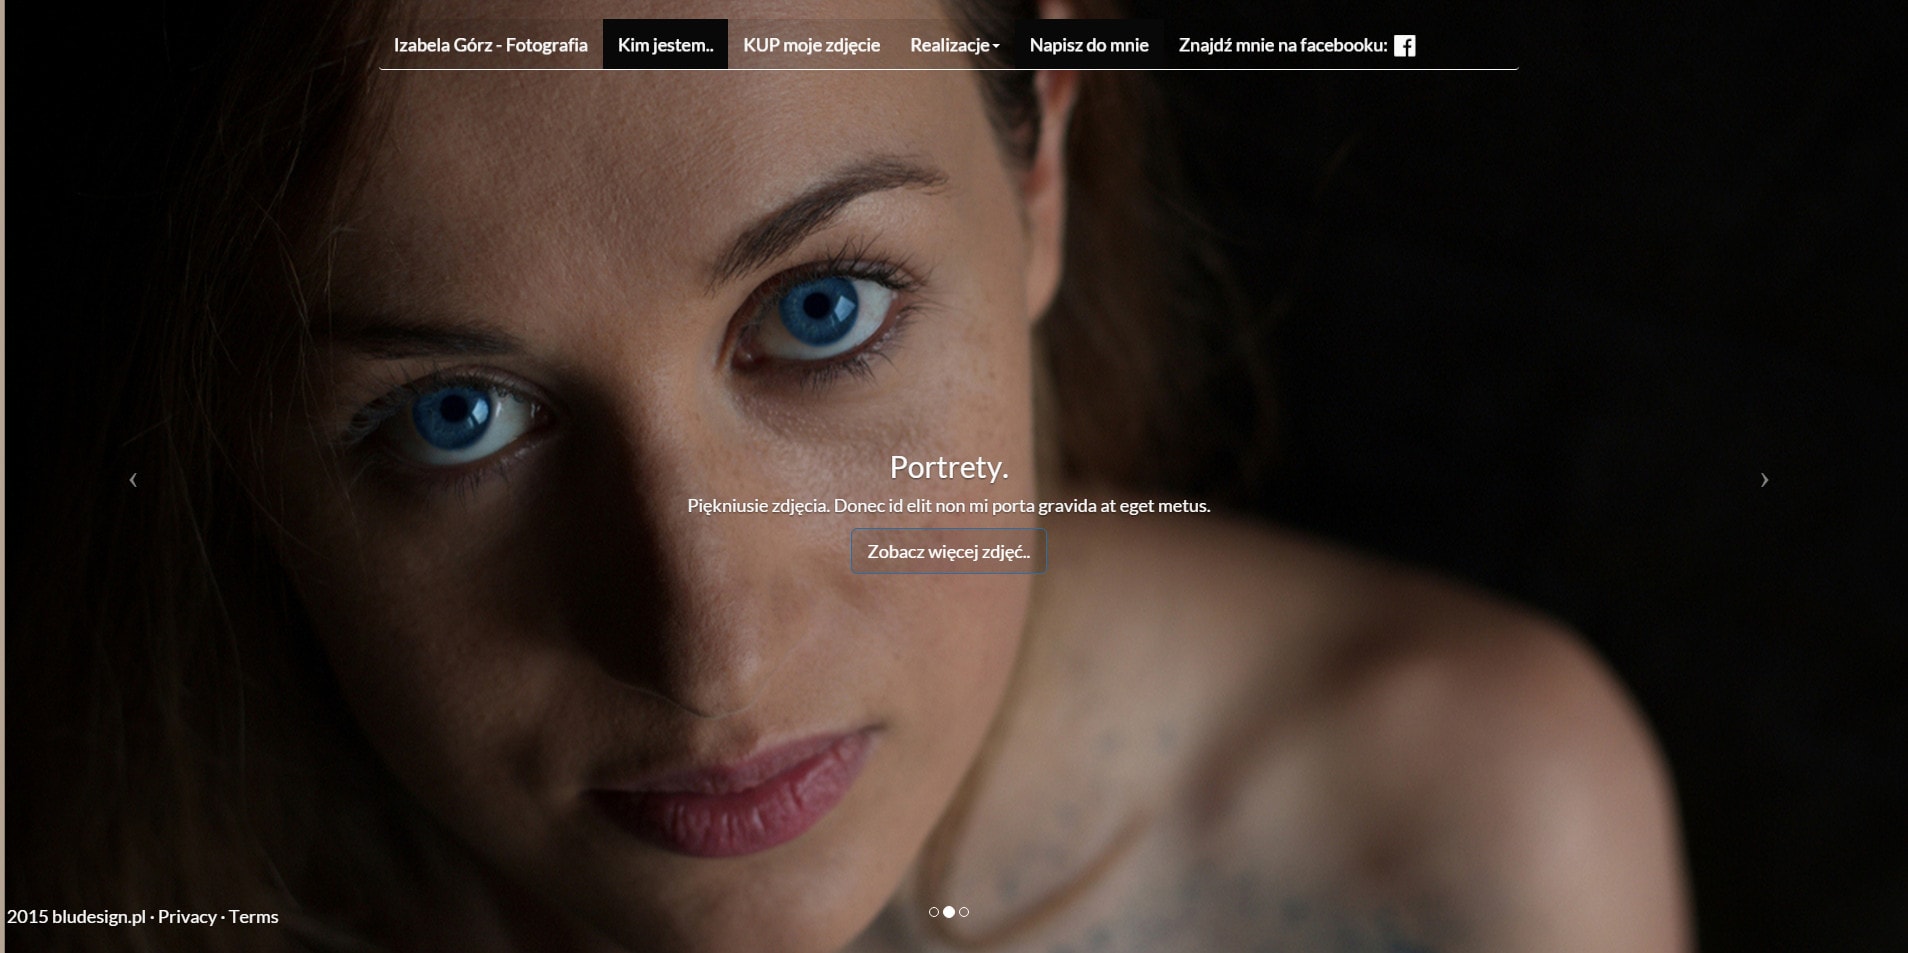 Izabela Górz - Fotografia Kim jestem.. KUP moje zdjęcie Realizacje Napisz do mnie Znajdź mnie na facebooku:
Portrety.
Piękniusie zdjęcia. Donec id elit non mi porta gravida at eget metus.
Zobacz więcej zdjęć..
2015 bludesign.pl · Privacy · Terms